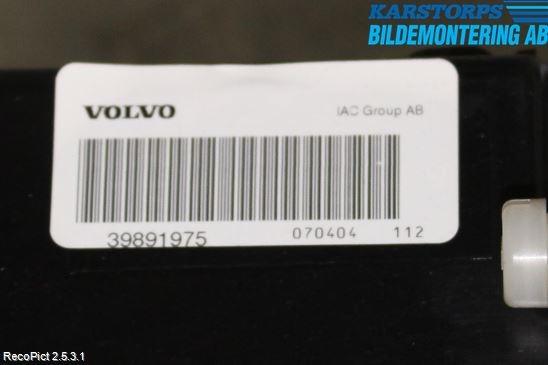 KARSTORPS
BILDEMONTERING AB
VOLVO
IAC Group AB
39891975
070404 112
RecoPict 2.5.3.1